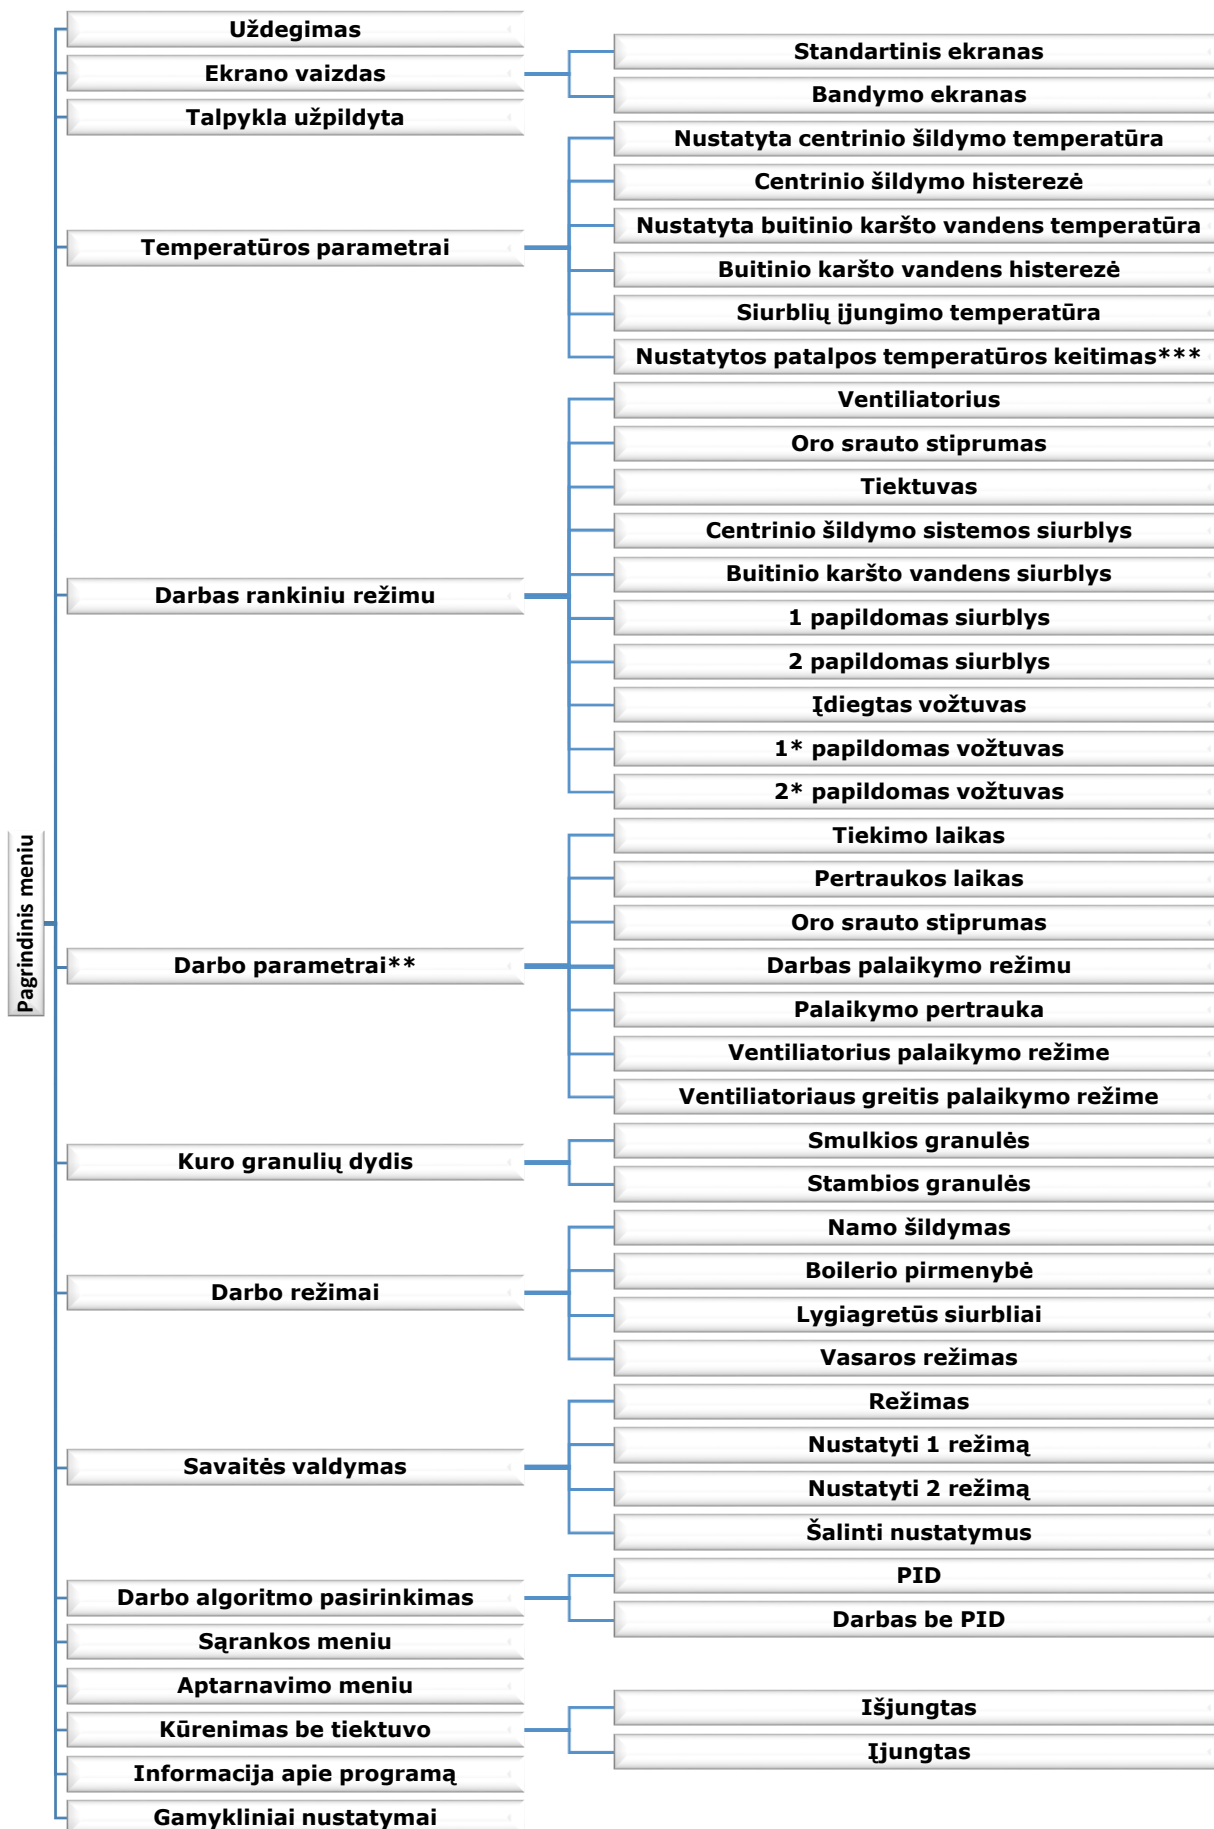 Pagrindinis meniu
Uždegimas
Ekrano vaizdas
Standartinis ekranas
Bandymo ekranas
Talpykla užpildyta
Temperatūros parametrai
Nustatyta centrinio šildymo temperatūra
Centrinio šildymo histerezė
Nustatyta buitinio karšto vandens temperatūra
Buitinio karšto vandens histerezė
Siurblių įjungimo temperatūra
Nustatytos patalpos temperatūros keitimas***
Darbas rankiniu režimu
Ventiliatorius
Oro srauto stiprumas
Tiektuvas
Centrinio šildymo sistemos siurblys
Buitinio karšto vandens siurblys
1 papildomas siurblys
2 papildomas siurblys
Įdiegtas vožtuvas
1* papildomas vožtuvas
2* papildomas vožtuvas
Darbo parametrai**
Tiekimo laikas
Pertraukos laikas
Oro srauto stiprumas
Darbas palaikymo režimu
Palaikymo pertrauka
Ventiliatorius palaikymo režime
Ventiliatoriaus greitis palaikymo režime
Kuro granulių dydis
Smulkios granulės
Stambios granulės
Darbo režimai
Namo šildymas
Boilerio pirmenybė
Lygiagretūs siurbliai
Vasaros režimas
Savaitės valdymas
Režimas
Nustatyti 1 režimą
Nustatyti 2 režimą
Šalinti nustatymus
Darbo algoritmo pasirinkimas
PID
Darbas be PID
Sąrankos meniu
Aptarnavimo meniu
Kūrenimas be tiektuvo
Išjungtas
Įjungtas
Informacija apie programą
Gamykliniai nustatymai